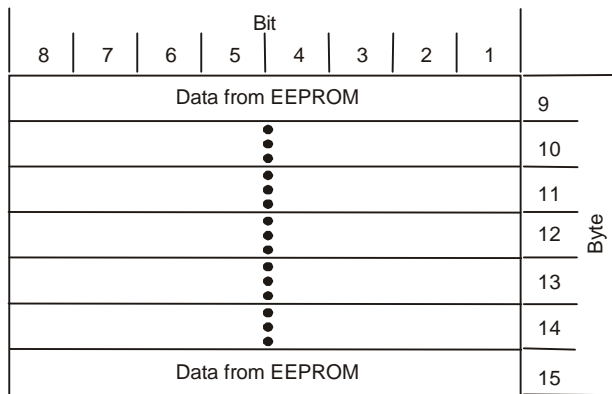 Bit
8 7 6 5 4 3 2 1
Data from EEPROM 9
10
11
12
13
14
Data from EEPROM 15
Byte